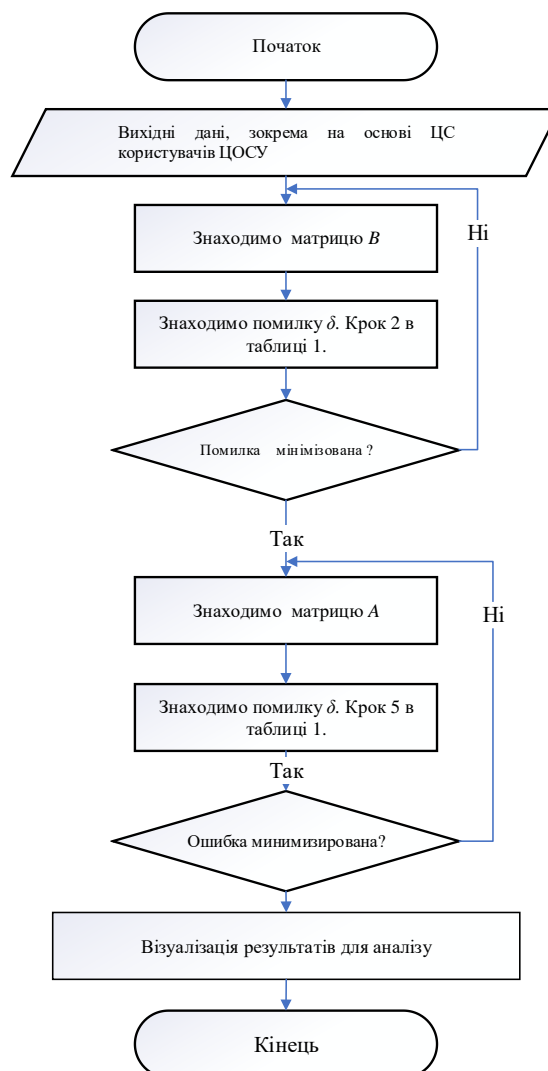 Початок
Вихідні дані, зокрема на основі ЦС
користувачів ЦОСУ
Знаходимо матрицю B
Ні
Знаходимо помилку δ. Крок 2 в
таблиці 1.
Помилка мінімізована ?
Так
Знаходимо матрицю A
Ні
Знаходимо помилку δ. Крок 5 в
таблиці 1.
Так
Ошибка минимизирована?
Візуалізація результатів для аналізу
Кінець